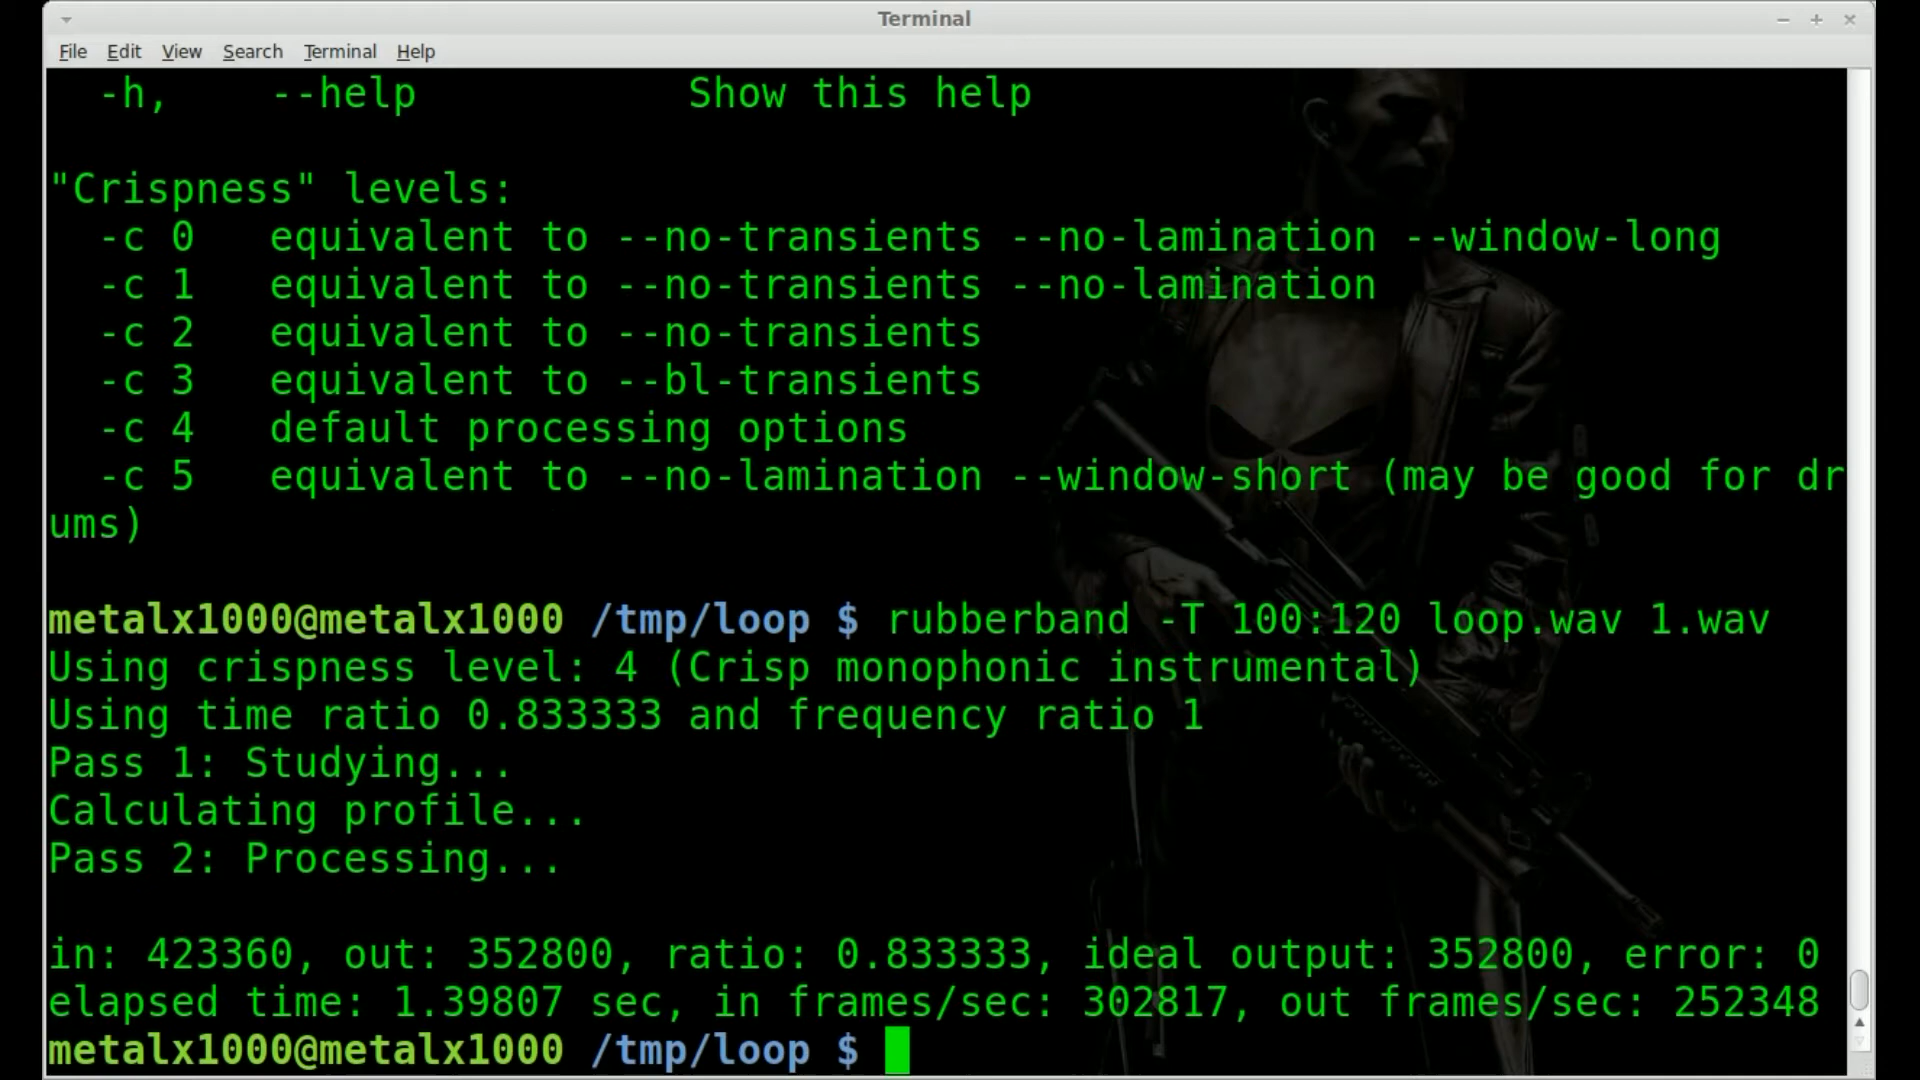 Terminal
File Edit View Search Terminal Help
-h, --help Show this help
"Crispness" levels:
-c 0 equivalent to --no-transients --no-lamination --window-long
-c 1 equivalent to --no-transients --no-lamination
-c 2 equivalent to --no-transients
-c 3 equivalent to --bl-transients
-c 4 default processing options
-c 5 equivalent to --no-lamination --window-short (may be good for dr
ums)
metalx1000@metalx1000 /tmp/loop $ rubberband -T 100:120 loop.wav 1.wav
Using crispness level: 4 (Crisp monophonic instrumental)
Using time ratio 0.833333 and frequency ratio 1
Pass 1: Studying...
Calculating profile...
Pass 2: Processing...
in: 423360, out: 352800, ratio: 0.833333, ideal output: 352800, error: 0
elapsed time: 1.39807 sec, in frames/sec: 302817, out frames/sec: 252348
metalx1000@metalx1000 /tmp/loop $